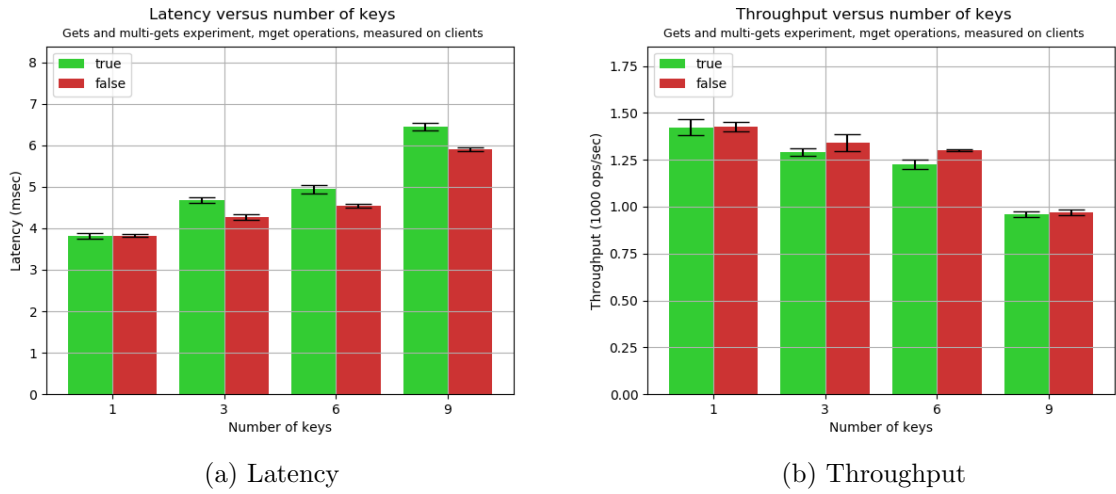 Latency versus number of keys
Gets and multi-gets experiment, mget operations, measured on clients
true
false
8
7
6
5
4
3
2
1
0
Latency (msec)
1 3 6 9
Number of keys
(a) Latency
Throughput versus number of keys
Gets and multi-gets experiment, mget operations, measured on clients
true
false
1.75
1.50
1.25
1.00
0.75
0.50
0.25
0.00
Throughput (1000 ops/sec)
1 3 6 9
Number of keys
(b) Throughput